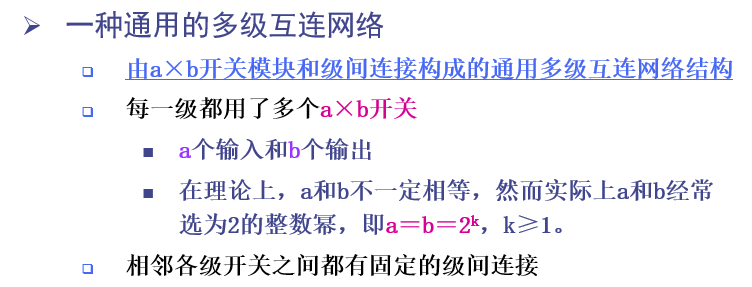 一种通用的多级互连网络
由a×b开关模块和级间连接构成的通用多级互连网络结构
每一级都用了多个a×b开关
a个输入和b个输出
在理论上，a和b不一定相等，然而实际上a和b经常
选为2的整数幂，即a＝b＝2ᵏ，k≥1。
相邻各级开关之间都有固定的级间连接